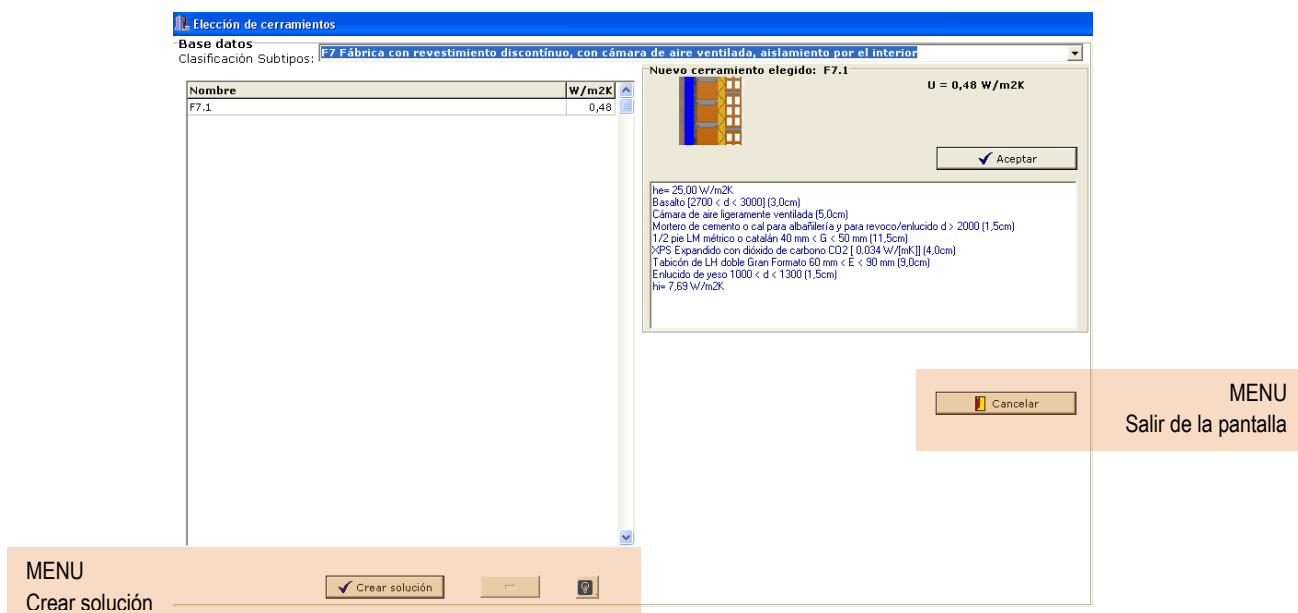 Elección de cerramientos
Base datos
Clasificación Subtipos: F7 Fábrica con revestimiento discontínuo, con cámara de aire ventilada, aislamiento por el interior
Nombre W/m2K
F7.1 0,48
Nuevo cerramiento elegido: F7.1
U = 0,48 W/m2K
Aceptar
he= 25,00 W/m2K
Basalto [2700 < d < 3000] (3,0cm)
Cámara de aire ligeramente ventilada (5,0cm)
Mortero de cemento o cal para albañilería y para revoco/enlucido d > 2000 (1,5cm)
1/2 pie LM métrico o catalán 40 mm < G < 50 mm (11,5cm)
XPS Expandido con dióxido de carbono CO2 [ 0.034 W/[mK]] (4,0cm)
Tabicón de LH doble Gran Formato 60 mm < E < 90 mm (9,0cm)
Enlucido de yeso 1000 < d < 1300 (1,5cm)
hi= 7,69 W/m2K
Cancelar
MENU
Salir de la pantalla
MENU
Crear solución
Crear solución